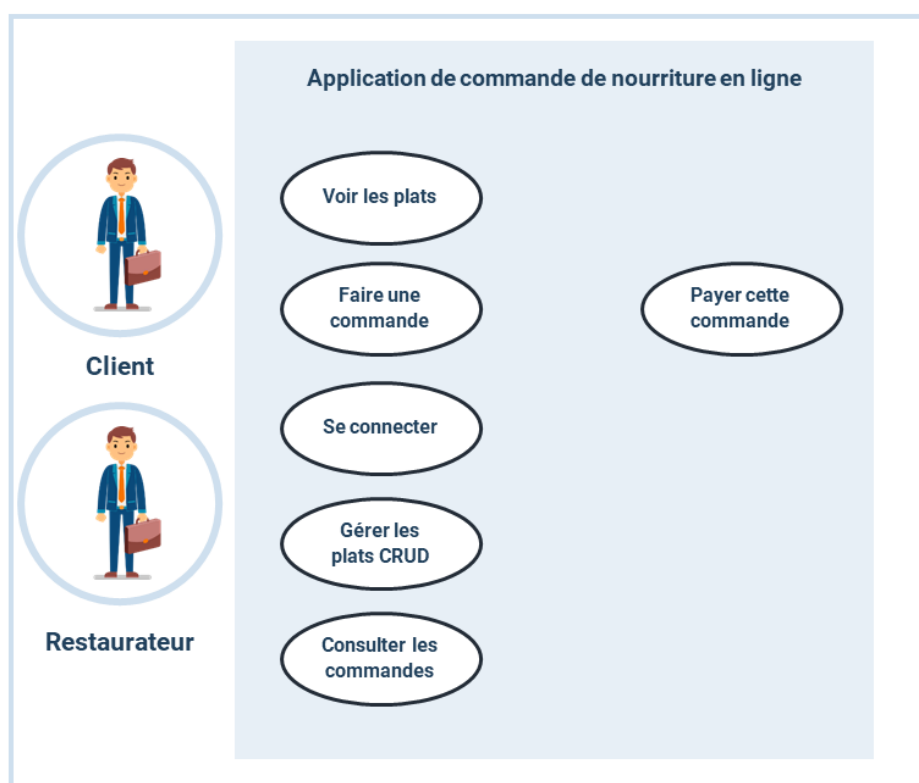 Application de commande de nourriture en ligne
Voir les plats
Faire une
commande
Payer cette
commande
Client
Se connecter
Gérer les
plats CRUD
Restaurateur
Consulter les
commandes